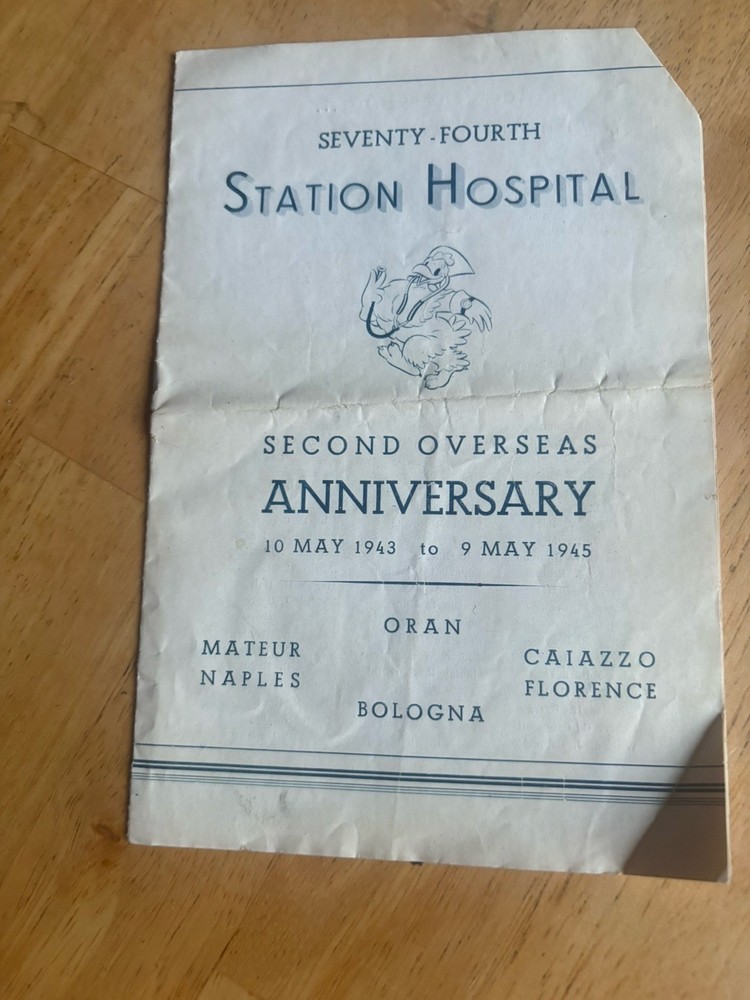 SEVENTY-FOURTH
STATION HOSPITAL
SECOND OVERSEAS
ANNIVERSARY
10 MAY 1943 to 9 MAY 1945
ORAN
MATEUR
NAPLES
CAIAZZO
FLORENCE
BOLOGNA